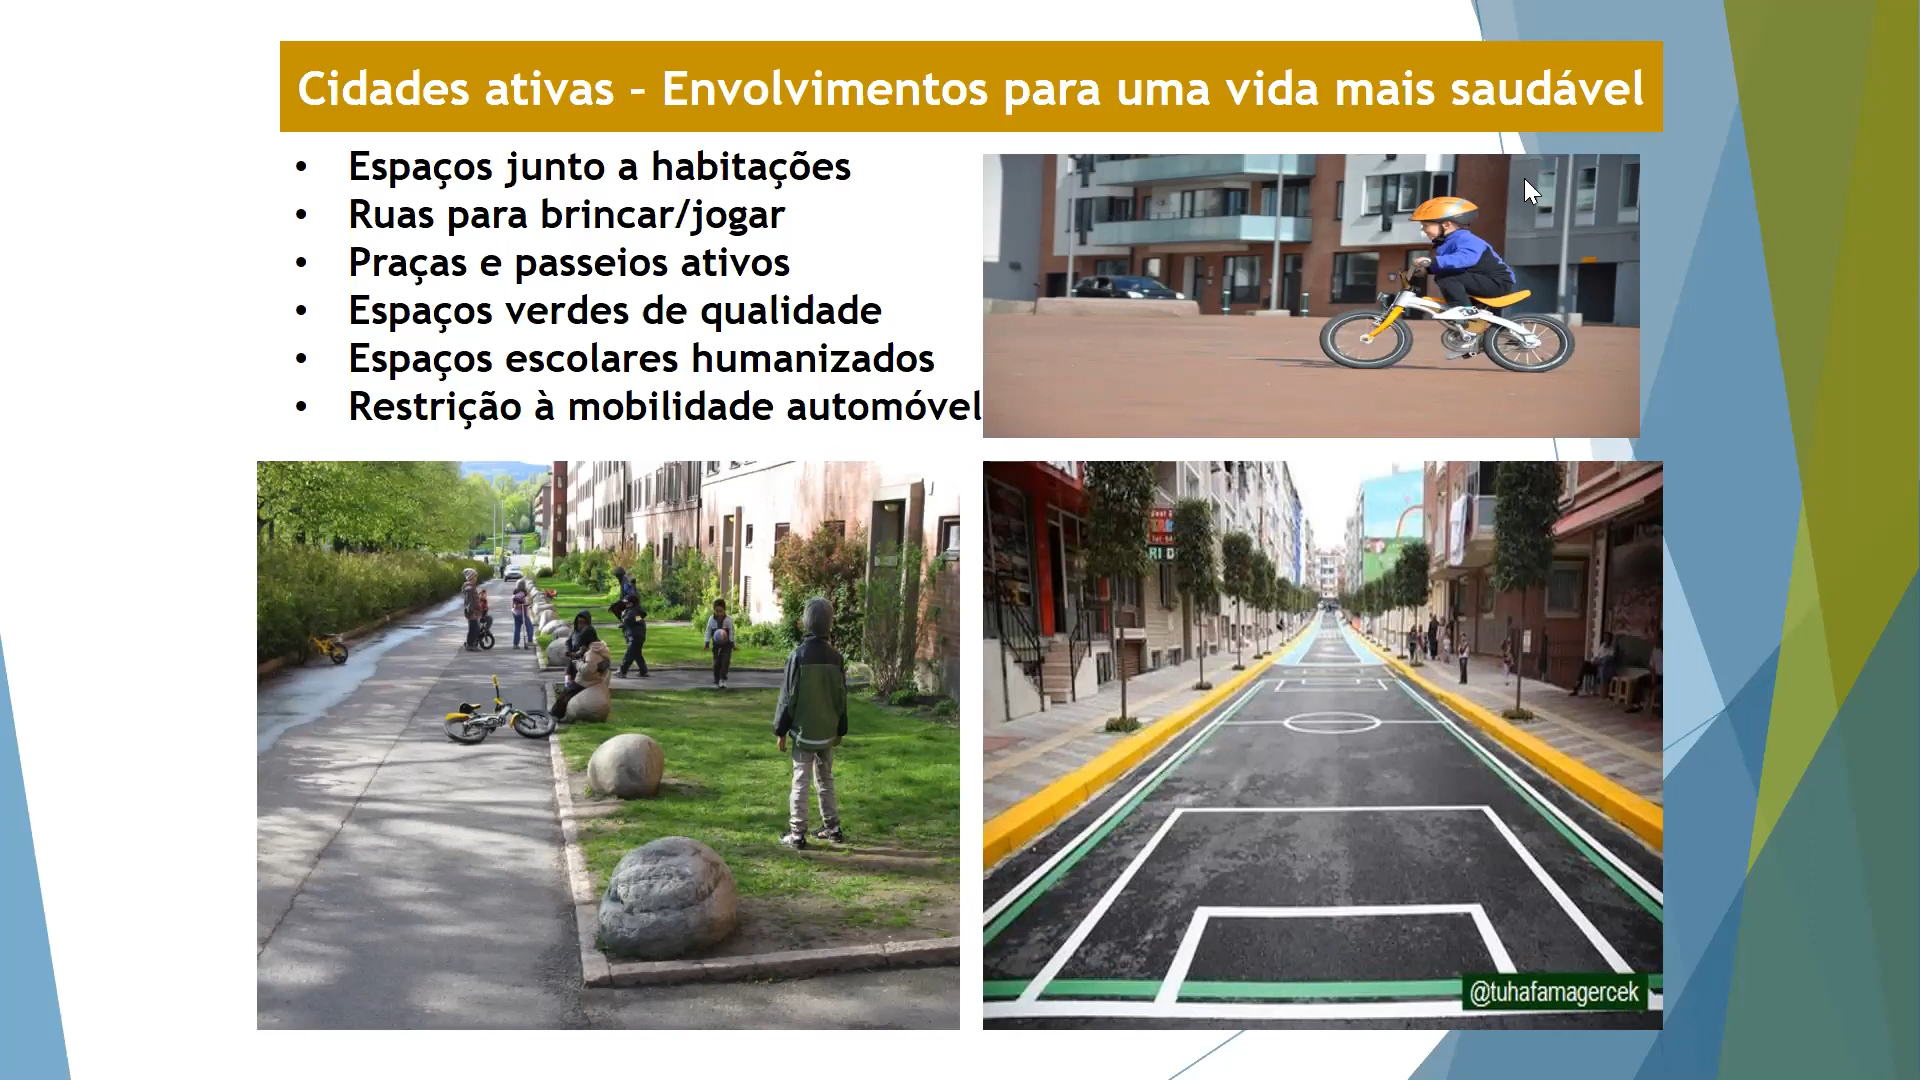 Cidades ativas – Envolvimentos para uma vida mais saudável
• Espaços junto a habitações
• Ruas para brincar/jogar
• Praças e passeios ativos
• Espaços verdes de qualidade
• Espaços escolares humanizados
• Restrição à mobilidade automóvel
@tuhafamagercek